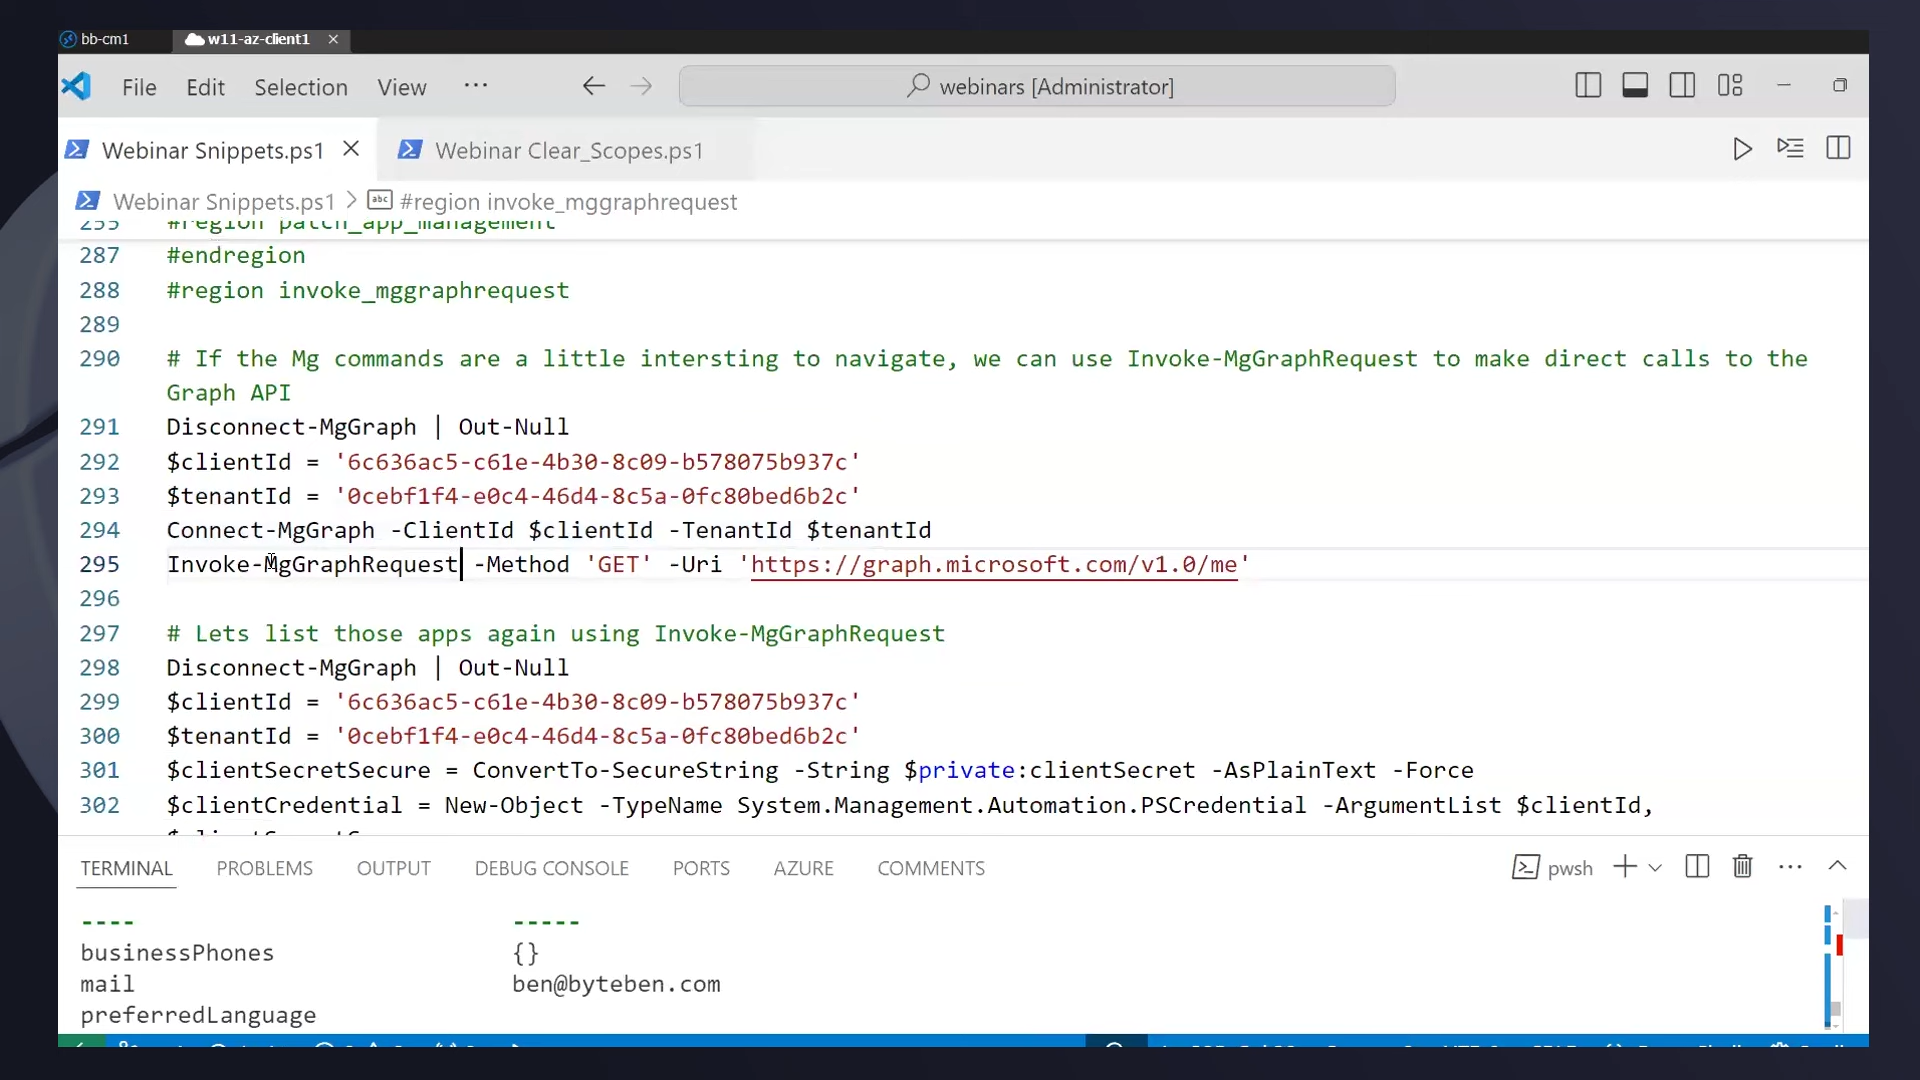 bb-cm1 w11-az-client1
File Edit Selection View ··· webinars [Administrator]
Webinar Snippets.ps1 Webinar Clear_Scopes.ps1
Webinar Snippets.ps1 > #region invoke_mggraphrequest
#region patch_app_management
287 #endregion
288 #region invoke_mggraphrequest
289
290 # If the Mg commands are a little intersting to navigate, we can use Invoke-MgGraphRequest to make direct calls to the
Graph API
291 Disconnect-MgGraph | Out-Null
292 $clientId = '6c636ac5-c61e-4b30-8c09-b578075b937c'
293 $tenantId = '0cebf1f4-e0c4-46d4-8c5a-0fc80bed6b2c'
294 Connect-MgGraph -ClientId $clientId -TenantId $tenantId
295 Invoke-MgGraphRequest -Method 'GET' -Uri 'https://graph.microsoft.com/v1.0/me'
296
297 # Lets list those apps again using Invoke-MgGraphRequest
298 Disconnect-MgGraph | Out-Null
299 $clientId = '6c636ac5-c61e-4b30-8c09-b578075b937c'
300 $tenantId = '0cebf1f4-e0c4-46d4-8c5a-0fc80bed6b2c'
301 $clientSecretSecure = ConvertTo-SecureString -String $private:clientSecret -AsPlainText -Force
302 $clientCredential = New-Object -TypeName System.Management.Automation.PSCredential -ArgumentList $clientId,
TERMINAL PROBLEMS OUTPUT DEBUG CONSOLE PORTS AZURE COMMENTS pwsh
---- -----
businessPhones {}
mail ben@byteben.com
preferredLanguage